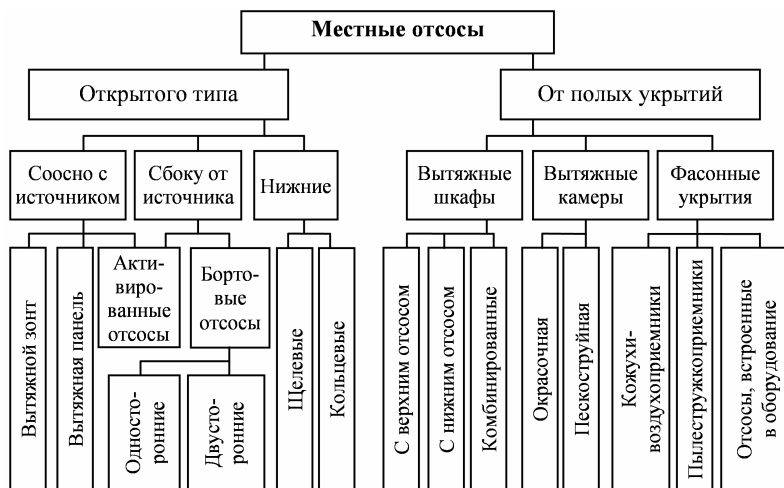 Местные отсосы
Открытого типа
От полых укрытий
Соосно с
источником
Сбоку от
источника
Нижние
Вытяжные
шкафы
Вытяжные
камеры
Фасонные
укрытия
Вытяжной зонт
Вытяжная панель
Акти-
вирo-
ванные
отсосы
Борто-
вые
отсосы
Односто-
ронние
Двусто-
ронние
Щелевые
Кольцевые
С верхним отсосом
С нижним отсосом
Комбинированные
Окрасочная
Пескоструйная
Кожухи-
воздухоприемники
Пылестружкоприемники
Отсосы, встроенные
в оборудование